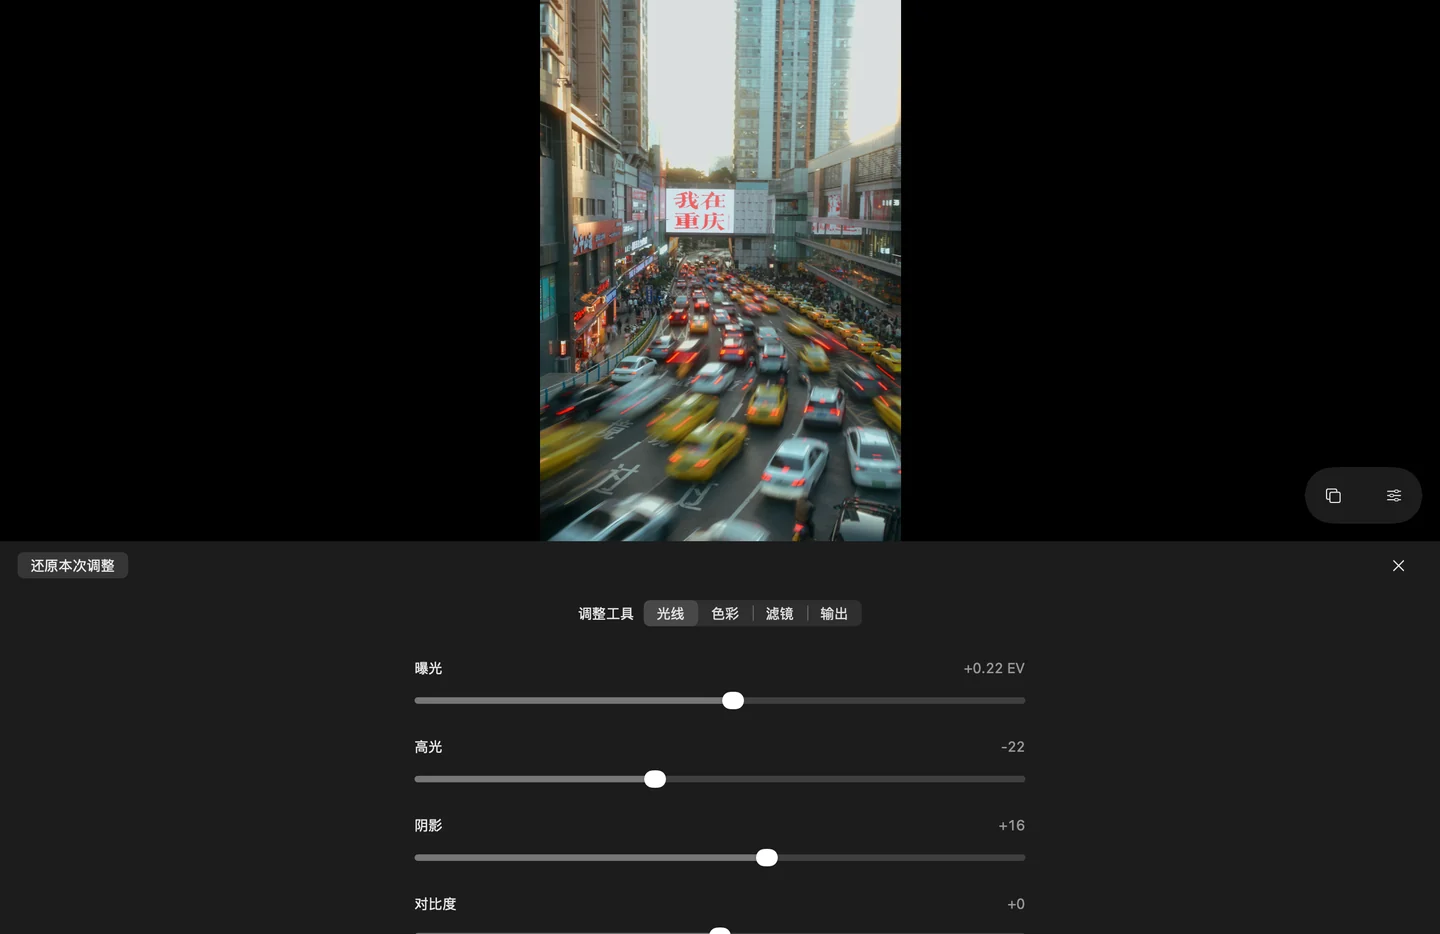 我在
重庆
还原本次调整
调整工具 光线 色彩 滤镜 输出
曝光 +0.22 EV
高光 -22
阴影 +16
对比度 +0